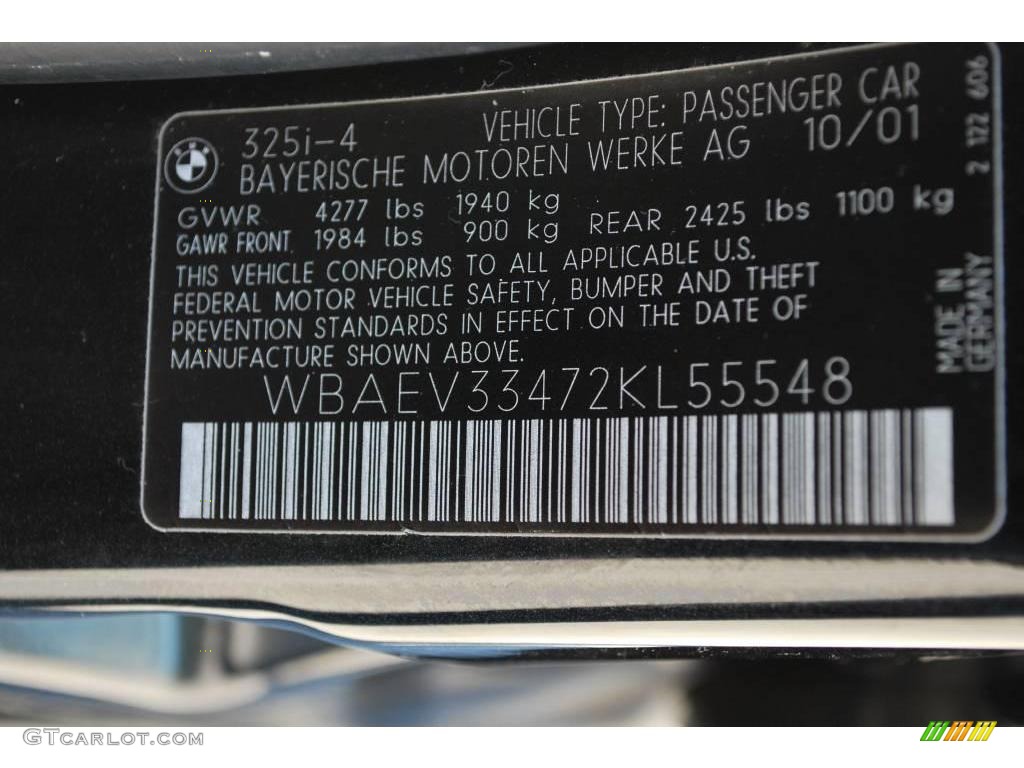 VEHICLE TYPE: PASSENGER CAR
325i-4 10/01
BAYERISCHE MOTOREN WERKE AG
GVWR 4277 lbs 1940 kg
GAWR FRONT 1984 lbs 900 kg REAR 2425 lbs 1100 kg
THIS VEHICLE CONFORMS TO ALL APPLICABLE U.S.
FEDERAL MOTOR VEHICLE SAFETY, BUMPER AND THEFT
PREVENTION STANDARDS IN EFFECT ON THE DATE OF
MANUFACTURE SHOWN ABOVE.
WBAEV33472KL55548
2 122 606
MADE IN
GERMANY
GTCARLOT.COM